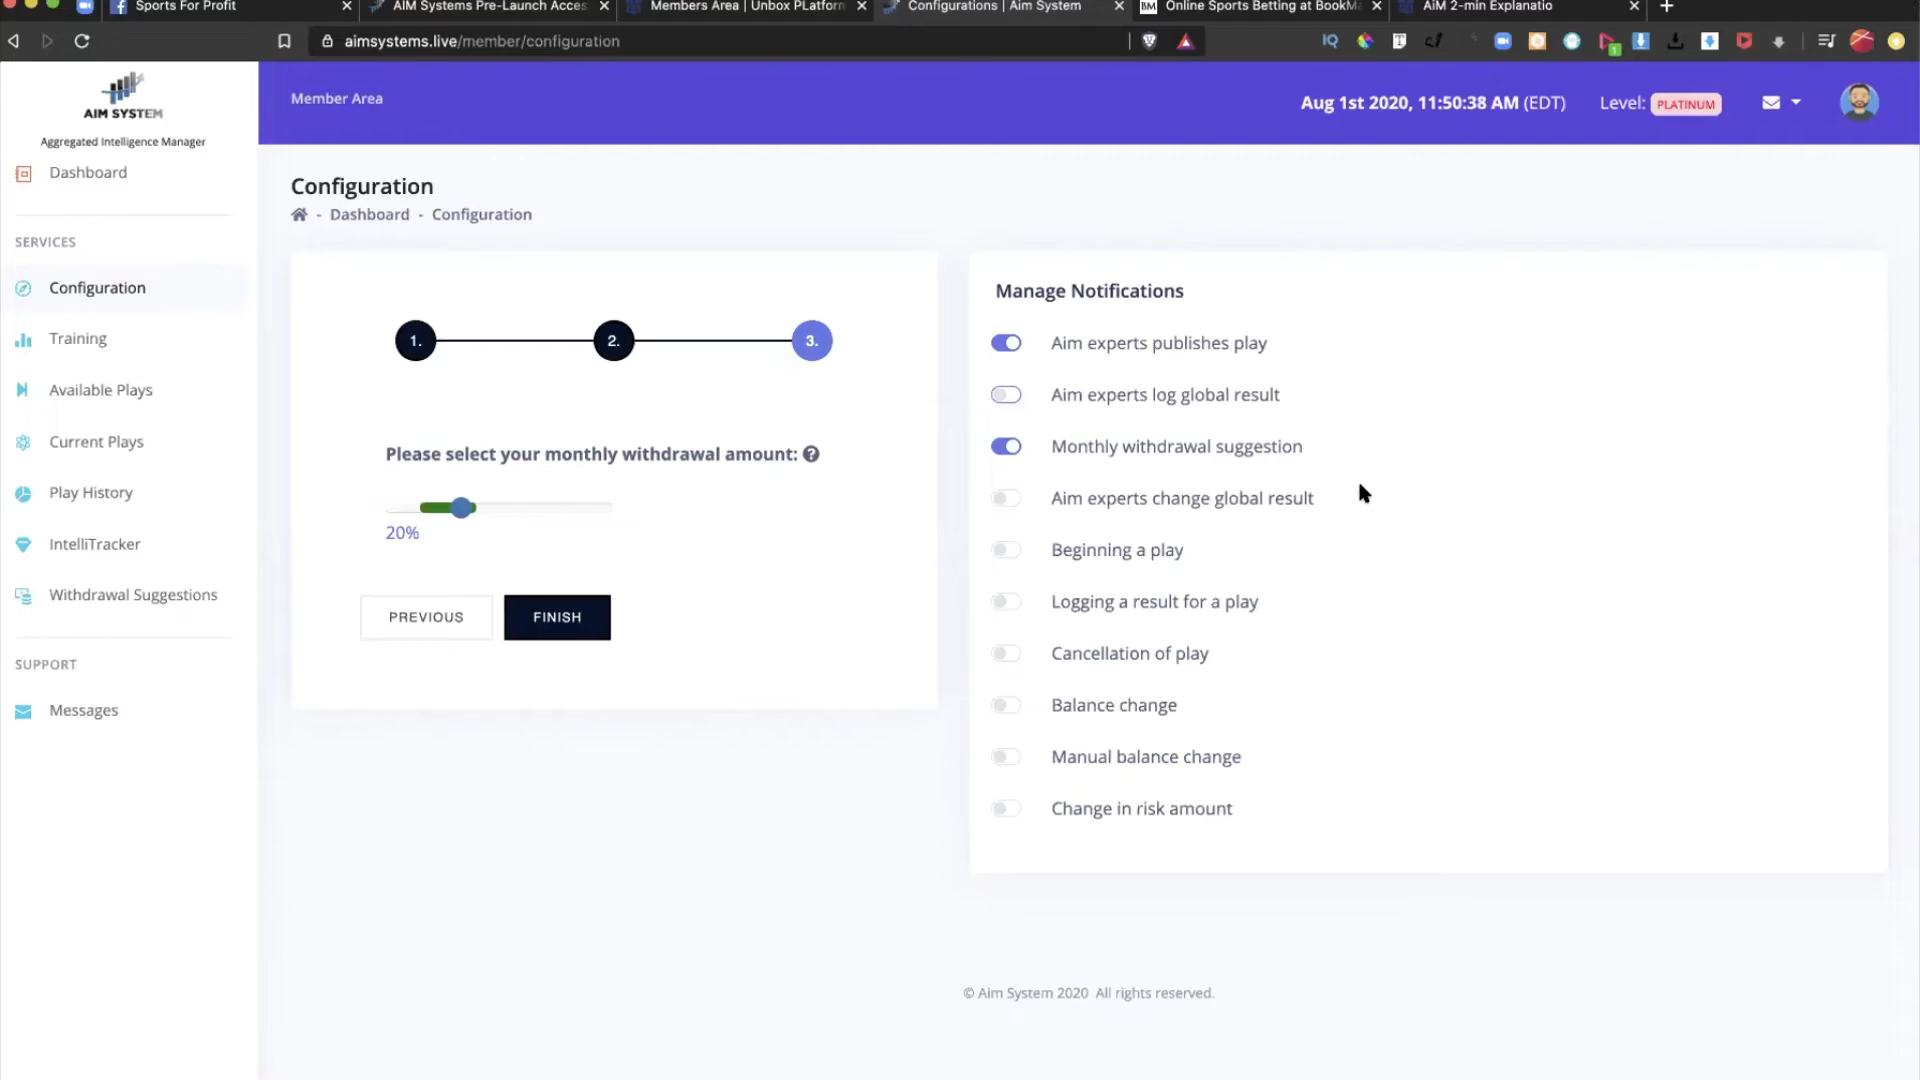 Sports For Profit
AIM Systems Pre-Launch Acces
Members Area | Unbox PLatforn
Configurations | Aim System
BM Online Sports Betting at BookMa
AiM 2-min Explanatio
aimsystems.live/member/configuration
IQ
T
1
AIM SYSTEM
Aggregated Intelligence Manager
Member Area
Aug 1st 2020, 11:50:38 AM (EDT)
Level: PLATINUM
Dashboard
SERVICES
Configuration
Training
Available Plays
Current Plays
Play History
IntelliTracker
Withdrawal Suggestions
SUPPORT
Messages
Configuration
- Dashboard - Configuration
1.
2.
3.
Please select your monthly withdrawal amount: ?
20%
PREVIOUS
FINISH
Manage Notifications
Aim experts publishes play
Aim experts log global result
Monthly withdrawal suggestion
Aim experts change global result
Beginning a play
Logging a result for a play
Cancellation of play
Balance change
Manual balance change
Change in risk amount
© Aim System 2020 All rights reserved.